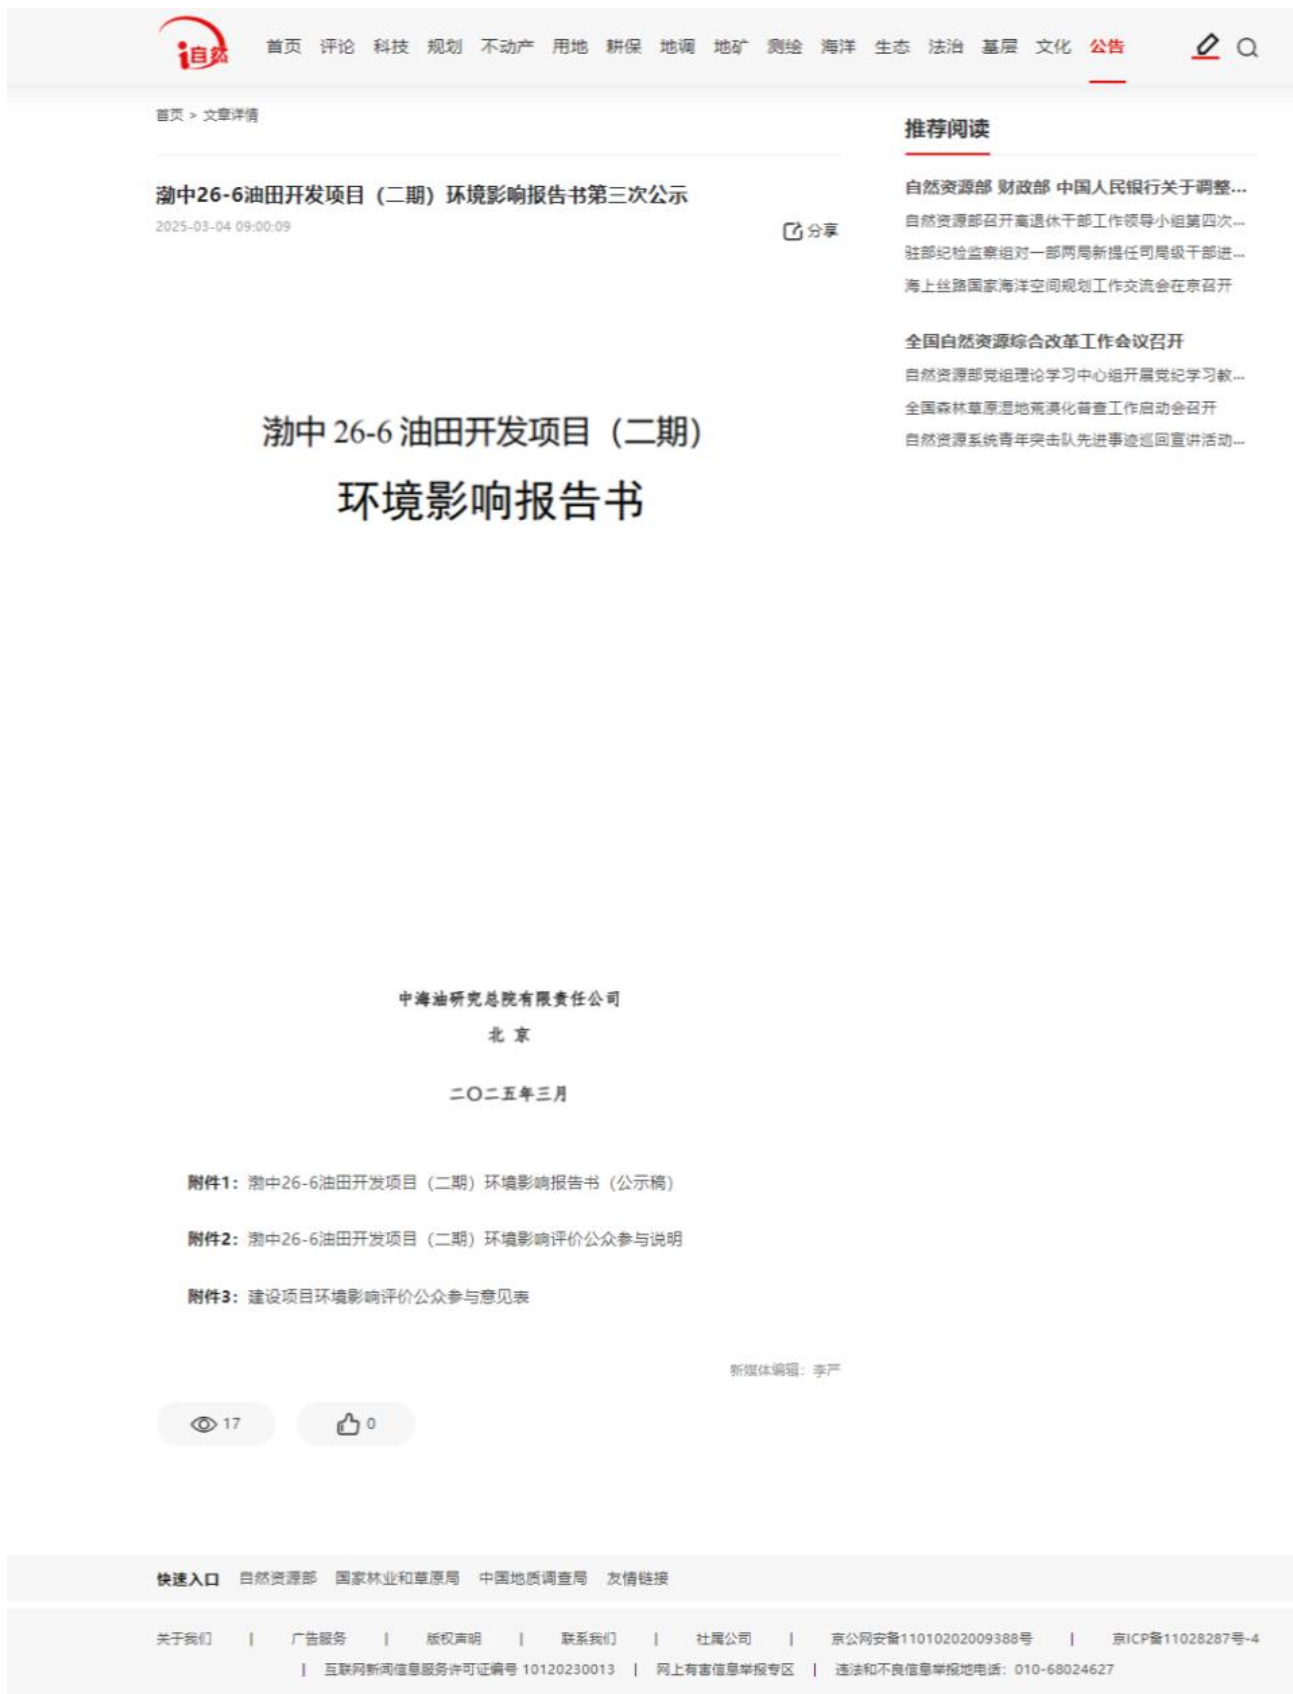 i自然
首页 评论 科技 规划 不动产 用地 耕保 地调 地矿 测绘 海洋 生态 法治 基层 文化 公告
首页 > 文章详情
渤中26-6油田开发项目（二期）环境影响报告书第三次公示
2025-03-04 09:00:09
分享
渤中 26-6 油田开发项目（二期）
环境影响报告书
中海油研究总院有限责任公司
北 京
二〇二五年三月
附件1：渤中26-6油田开发项目（二期）环境影响报告书（公示稿）
附件2：渤中26-6油田开发项目（二期）环境影响评价公众参与说明
附件3：建设项目环境影响评价公众参与意见表
新媒体编辑：李严
17
0
推荐阅读
自然资源部 财政部 中国人民银行关于调整...
自然资源部召开离退休干部工作领导小组第四次...
驻部纪检监察组对一部两局新提任司局级干部进...
海上丝路国家海洋空间规划工作交流会在京召开
全国自然资源综合改革工作会议召开
自然资源部党组理论学习中心组开展党纪学习教...
全国森林草原湿地荒漠化普查工作启动会召开
自然资源系统青年突击队先进事迹巡回宣讲活动...
快速入口 自然资源部 国家林业和草原局 中国地质调查局 友情链接
关于我们 | 广告服务 | 版权声明 | 联系我们 | 社属公司 | 京公网安备11010202009388号 | 京ICP备11028287号-4
| 互联网新闻信息服务许可证编号 10120230013 | 网上有害信息举报专区 | 违法和不良信息举报地电话：010-68024627